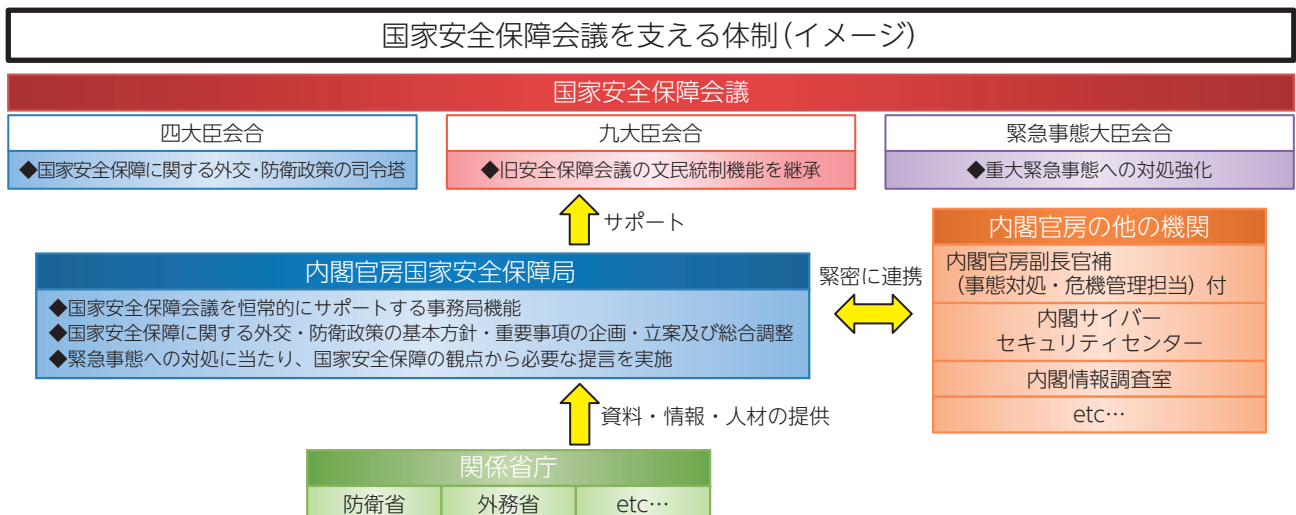 国家安全保障会議を支える体制(イメージ)
国家安全保障会議
四大臣会合
◆国家安全保障に関する外交・防衛政策の司令塔
九大臣会合
◆旧安全保障会議の文民統制機能を継承
緊急事態大臣会合
◆重大緊急事態への対処強化
サポート
内閣官房国家安全保障局
◆国家安全保障会議を恒常的にサポートする事務局機能
◆国家安全保障に関する外交・防衛政策の基本方針・重要事項の企画・立案及び総合調整
◆緊急事態への対処に当たり、国家安全保障の観点から必要な提言を実施
緊密に連携
内閣官房の他の機関
内閣官房副長官補
（事態対処・危機管理担当）付
内閣サイバー
セキュリティセンター
内閣情報調査室
etc…
資料・情報・人材の提供
関係省庁
防衛省
外務省
etc…